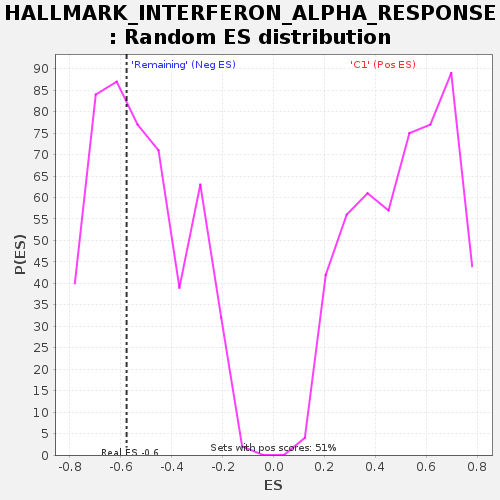 HALLMARK_INTERFERON_ALPHA_RESPONSE
: Random ES distribution
'Remaining' (Neg ES)
'C1' (Pos ES)
90
85
80
75
70
65
60
55
50
45
40
35
30
25
20
15
10
5
0
P(ES)
Real ES -0.6
Sets with pos scores: 51%
-0.8 -0.6 -0.4 -0.2 0.0 0.2 0.4 0.6 0.8
ES